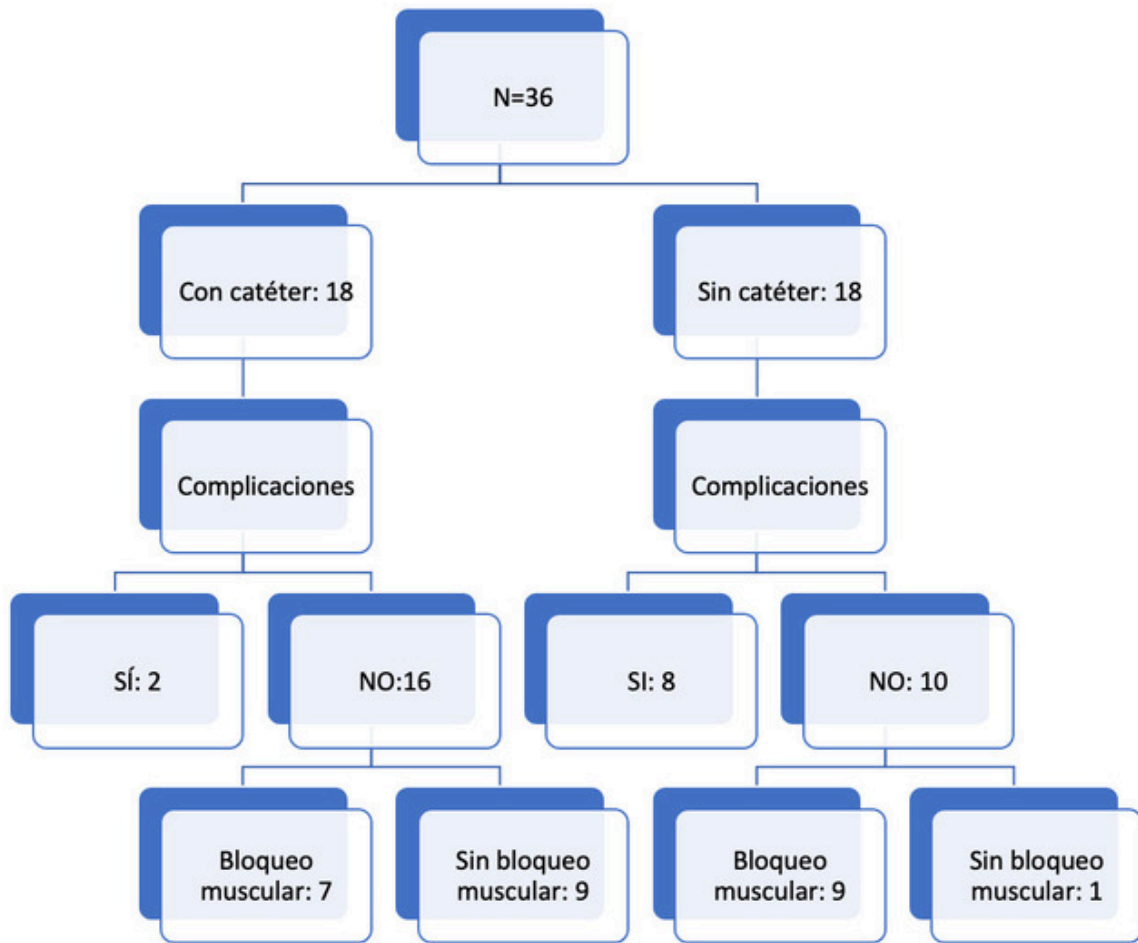 N=36
Con catéter: 18
Sin catéter: 18
Complicaciones
Complicaciones
SÍ: 2
NO:16
SI: 8
NO: 10
Bloqueo
muscular: 7
Sin bloqueo
muscular: 9
Bloqueo
muscular: 9
Sin bloqueo
muscular: 1